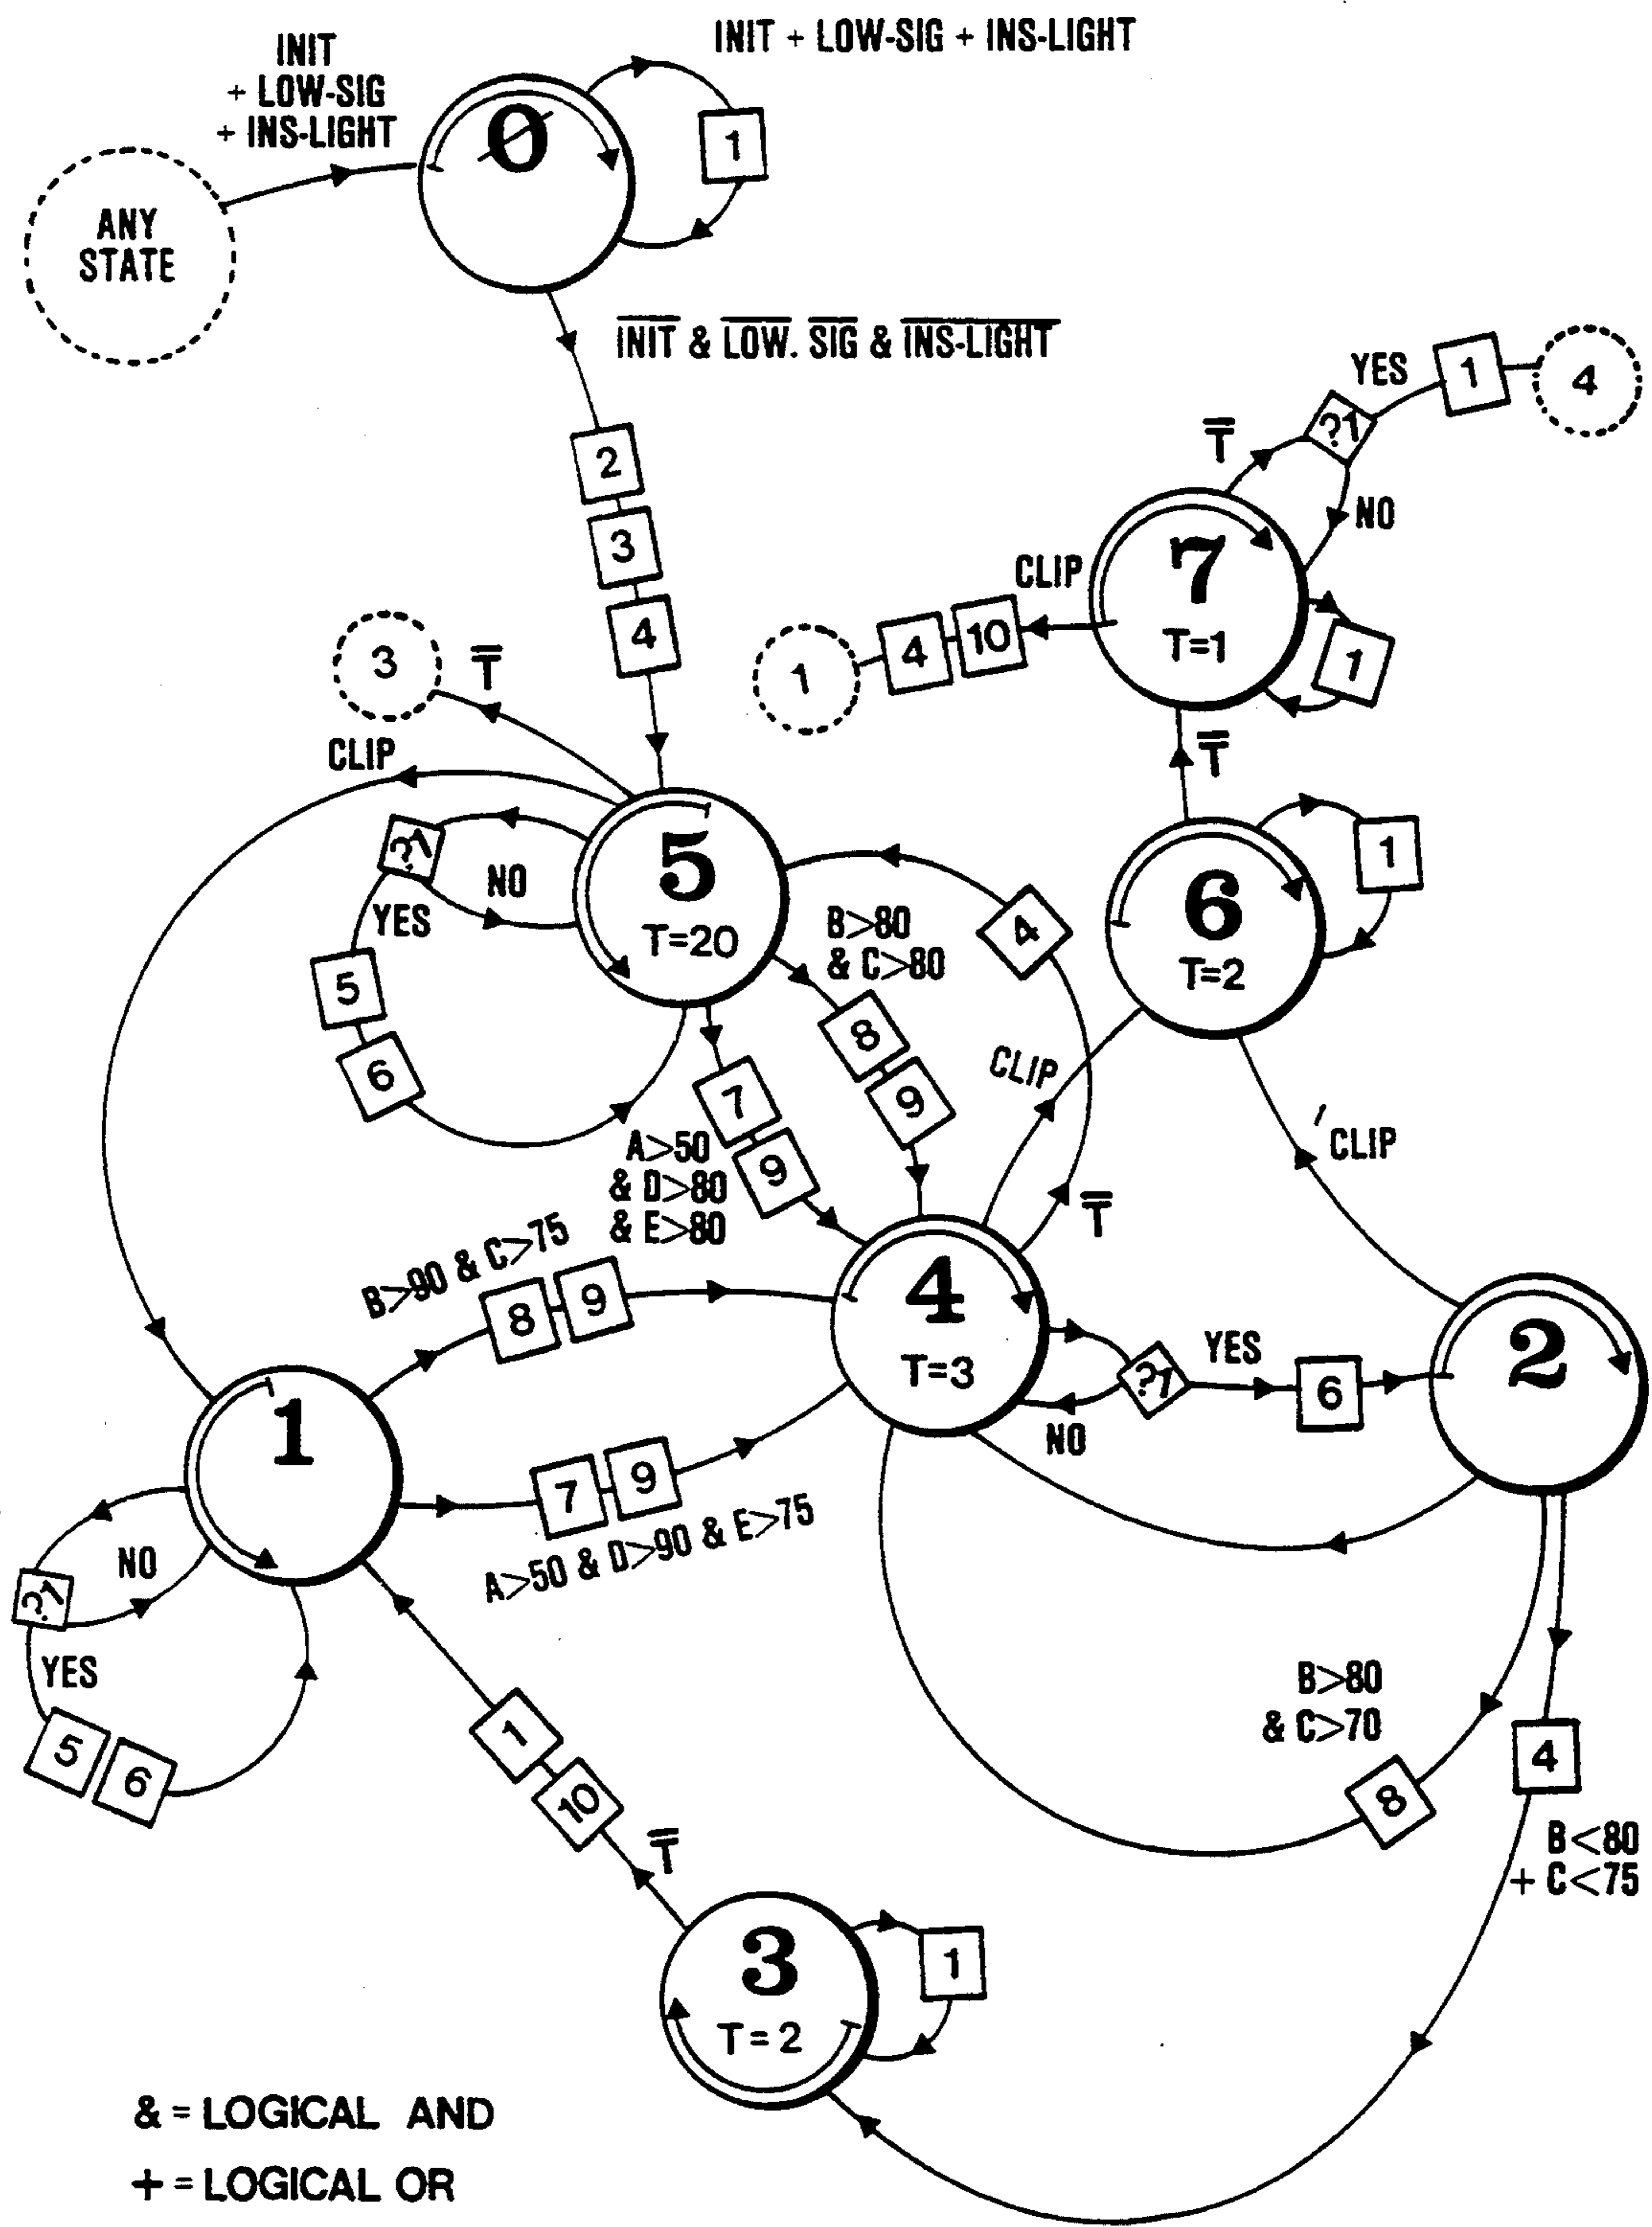 INIT + LOW-SIG + INS-LIGHT
INIT
+ LOW-SIG
+ INS-LIGHT
0
1
ANY
STATE
INIT & LOW. SIG & INS-LIGHT
2
3
4
YES
1
4
?1
T
NO
7
T=1
1
CLIP
10
4
1
3
T
CLIP
T
?1
NO
YES
5
6
5
T=20
B>80
& C>80
4
6
T=2
1
8
9
CLIP
7
9
A>50
& D>80
& E>80
T
CLIP
B>90 & C>75
8
9
4
T=3
?1
YES
NO
6
2
1
7
9
A>50 & D>90 & E>75
NO
?1
YES
5
6
1
10
T
B>80
& C>70
8
4
B<80
+ C<75
3
T=2
1
& = LOGICAL AND
+ = LOGICAL OR